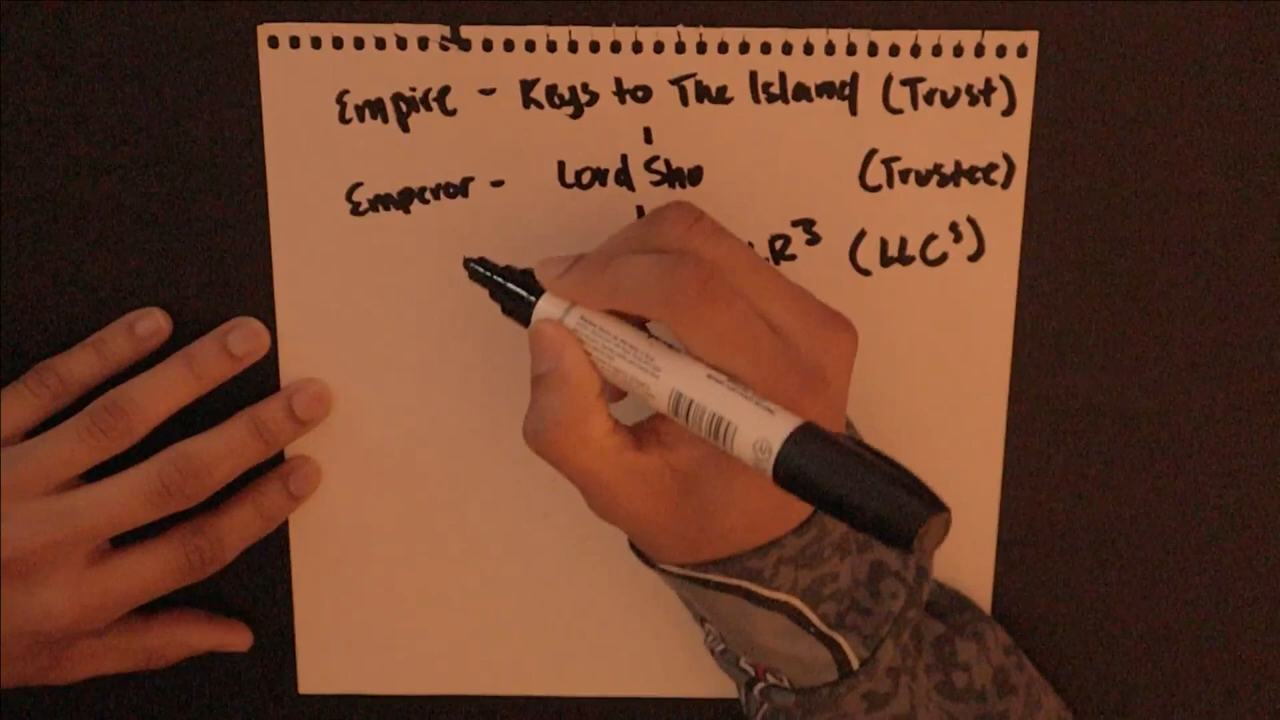 Empire - Keys to The Island (Trust)
Emperor - Lord Sho (Trustee)
R³ (LLC³)